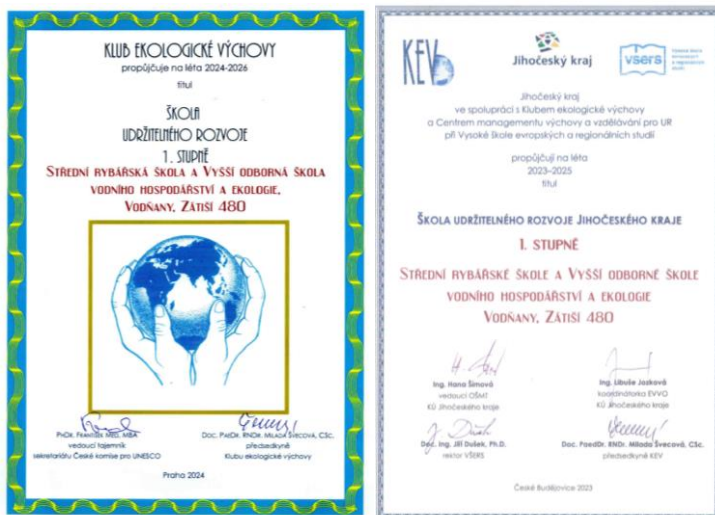 KLUB EKOLOGICKÉ VÝCHOVY
propůjčuje na léta 2024-2026
titul
ŠKOLA
UDRŽITELNÉHO ROZVOJE
1. STUPNĚ
STŘEDNÍ RYBÁŘSKÁ ŠKOLA A VYŠŠÍ ODBORNÁ ŠKOLA
VODNÍHO HOSPODÁŘSTVÍ A EKOLOGIE,
VODŇANY, ZÁTIŠÍ 480
vedoucí tajemník
sekretariátu České komise pro UNESCO
DOC. PAEDR. RNDR. MILADA ŠVECOVÁ, CSC.
předsedkyně
Klubu ekologické výchovy
Praha 2024
KEV
Jihočeský kraj
vsers
Jihočeský kraj
ve spolupráci s Klubem ekologické výchovy
a Centrem managementu výchovy a vzdělávání pro UR
při Vysoké škole evropských a regionálních studií
propůjčují na léta
2023–2025
titul
ŠKOLA UDRŽITELNÉHO ROZVOJE JIHOČESKÉHO KRAJE
1. STUPNĚ
STŘEDNÍ RYBÁŘSKÉ ŠKOLE A VYŠŠÍ ODBORNÉ ŠKOLE
VODNÍHO HOSPODÁŘSTVÍ A EKOLOGIE
VODŇANY, ZÁTIŠÍ 480
Ing. Hana Šímová
vedoucí OŠMT
KÚ Jihočeského kraje
Ing. Libuše Jasková
koordinátorka EVVO
KÚ Jihočeského kraje
Doc. Ing. Jiří Dušek, Ph.D.
rektor VŠERS
Doc. PaedDr. RNDr. Milada Švecová, CSc.
předsedkyně KEV
České Budějovice 2023